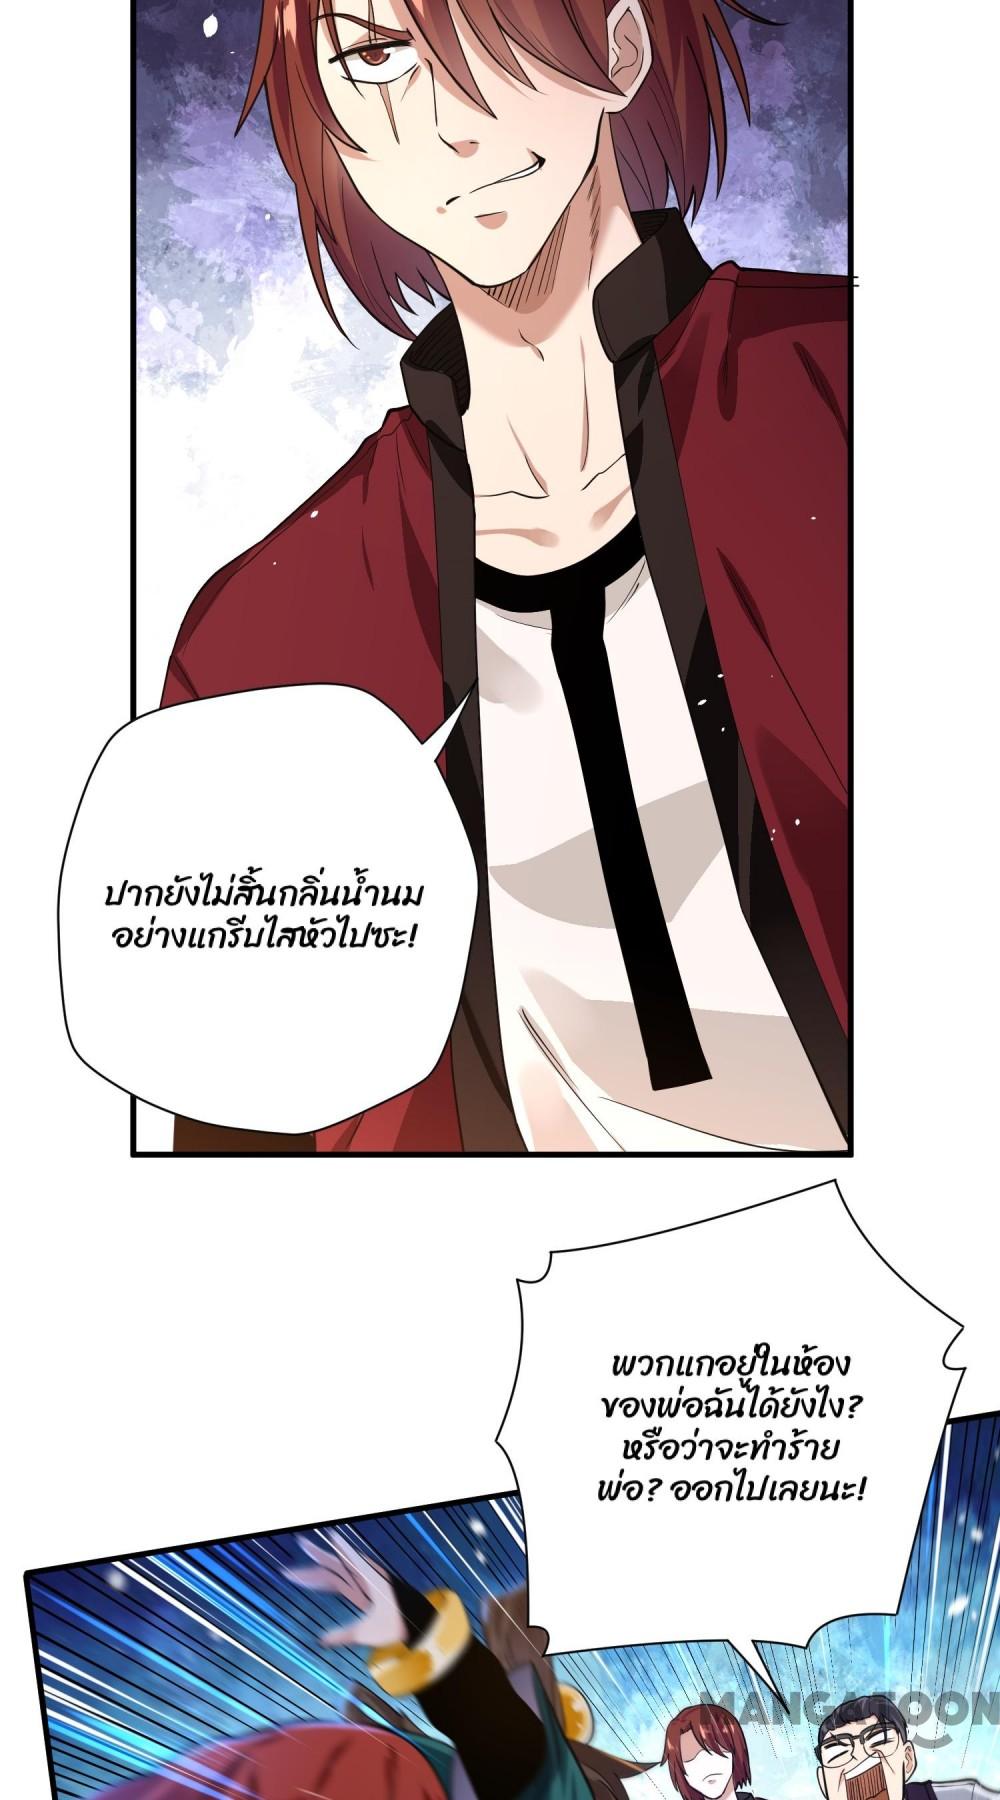 ปากยังไม่สิ้นกลิ่นน้ำนม
อย่างแกรีบไสหัวไปซะ!
พวกแกอยู่ในห้อง
ของพ่อฉันได้ยังไง?
หรือว่าจะทำร้าย
พ่อ? ออกไปเลยนะ!
MANGATOON